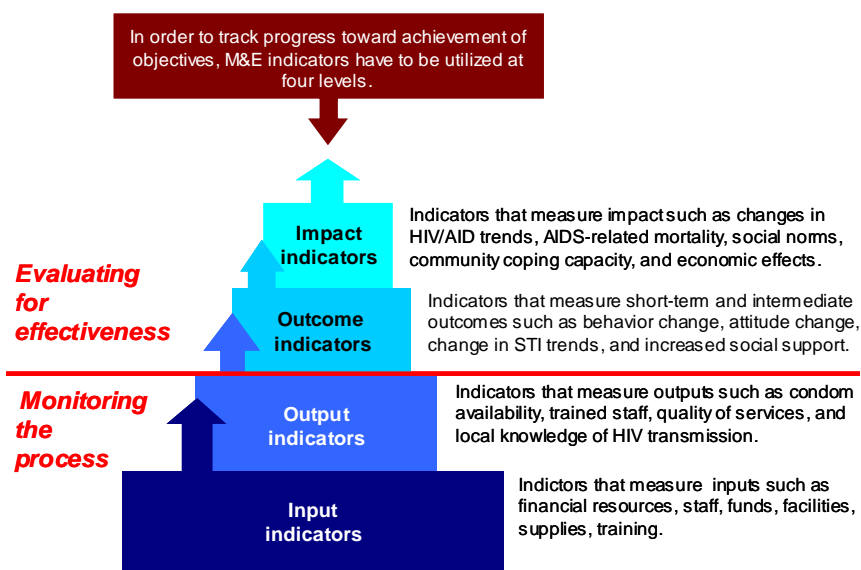 In order to track progress toward achievement of
objectives, M&E indicators have to be utilized at
four levels.
Impact
indicators
Indicators that measure impact such as changes in
HIV/AID trends, AIDS-related mortality, social norms,
community coping capacity, and economic effects.
Evaluating
for
effectiveness
Outcome
indicators
Indicators that measure short-term and intermediate
outcomes such as behavior change, attitude change,
change in STI trends, and increased social support.
Monitoring
the
process
Output
indicators
Indicators that measure outputs such as condom
availability, trained staff, quality of services, and
local knowledge of HIV transmission.
Input
indicators
Indictors that measure inputs such as
financial resources, staff, funds, facilities,
supplies, training.